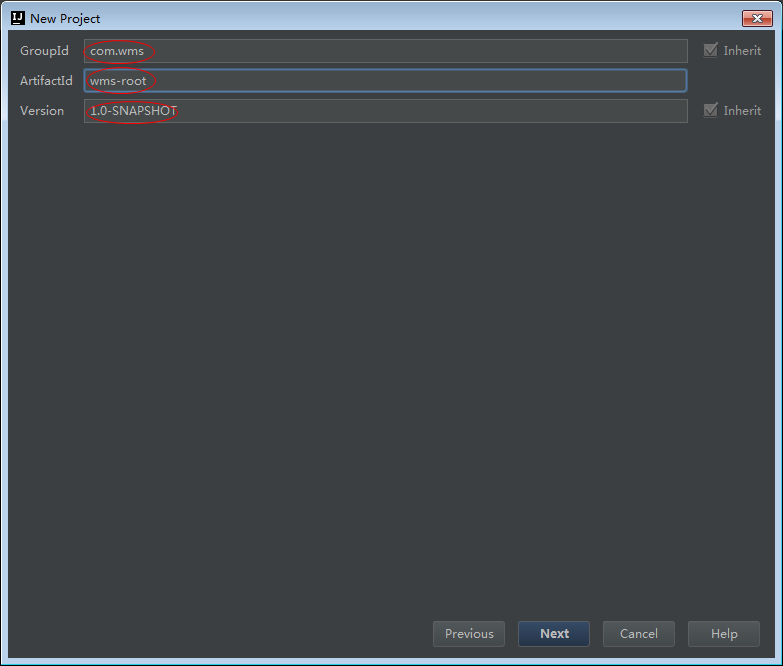 New Project
GroupId com.wms Inherit
ArtifactId wms-root
Version 1.0-SNAPSHOT Inherit
Previous Next Cancel Help